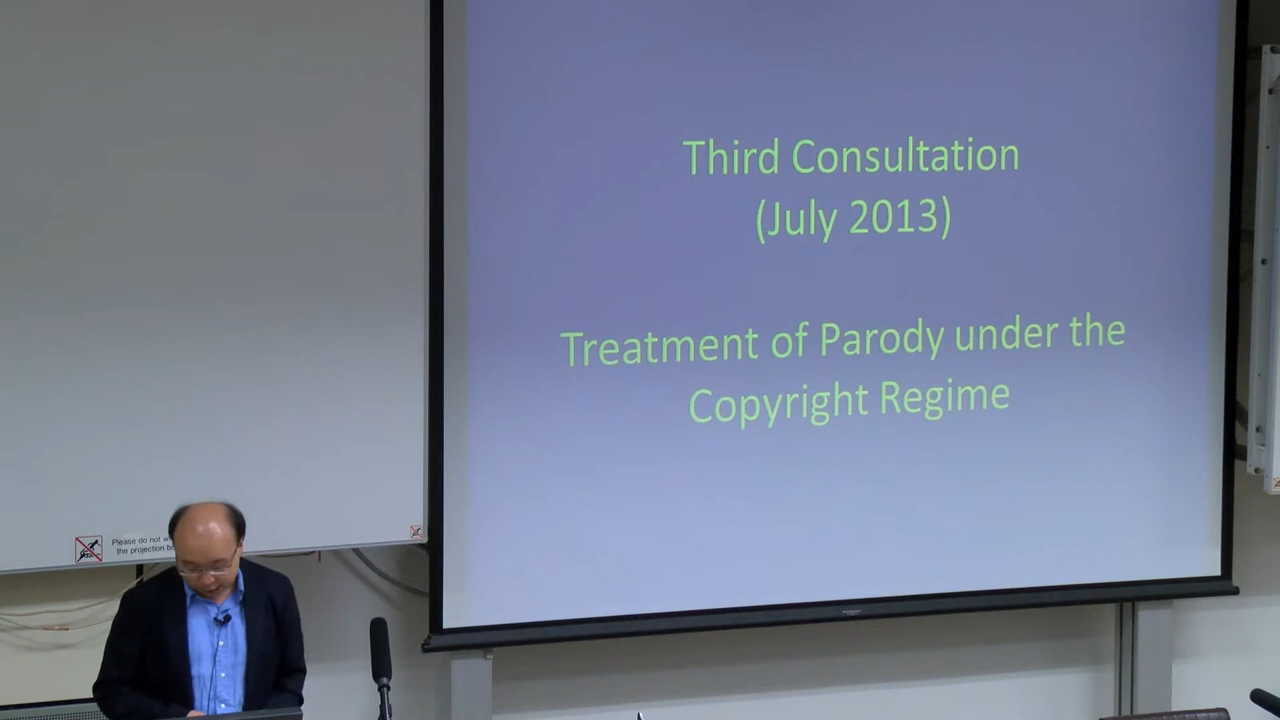 Third Consultation
(July 2013)
Treatment of Parody under the
Copyright Regime
Please do not
the projection